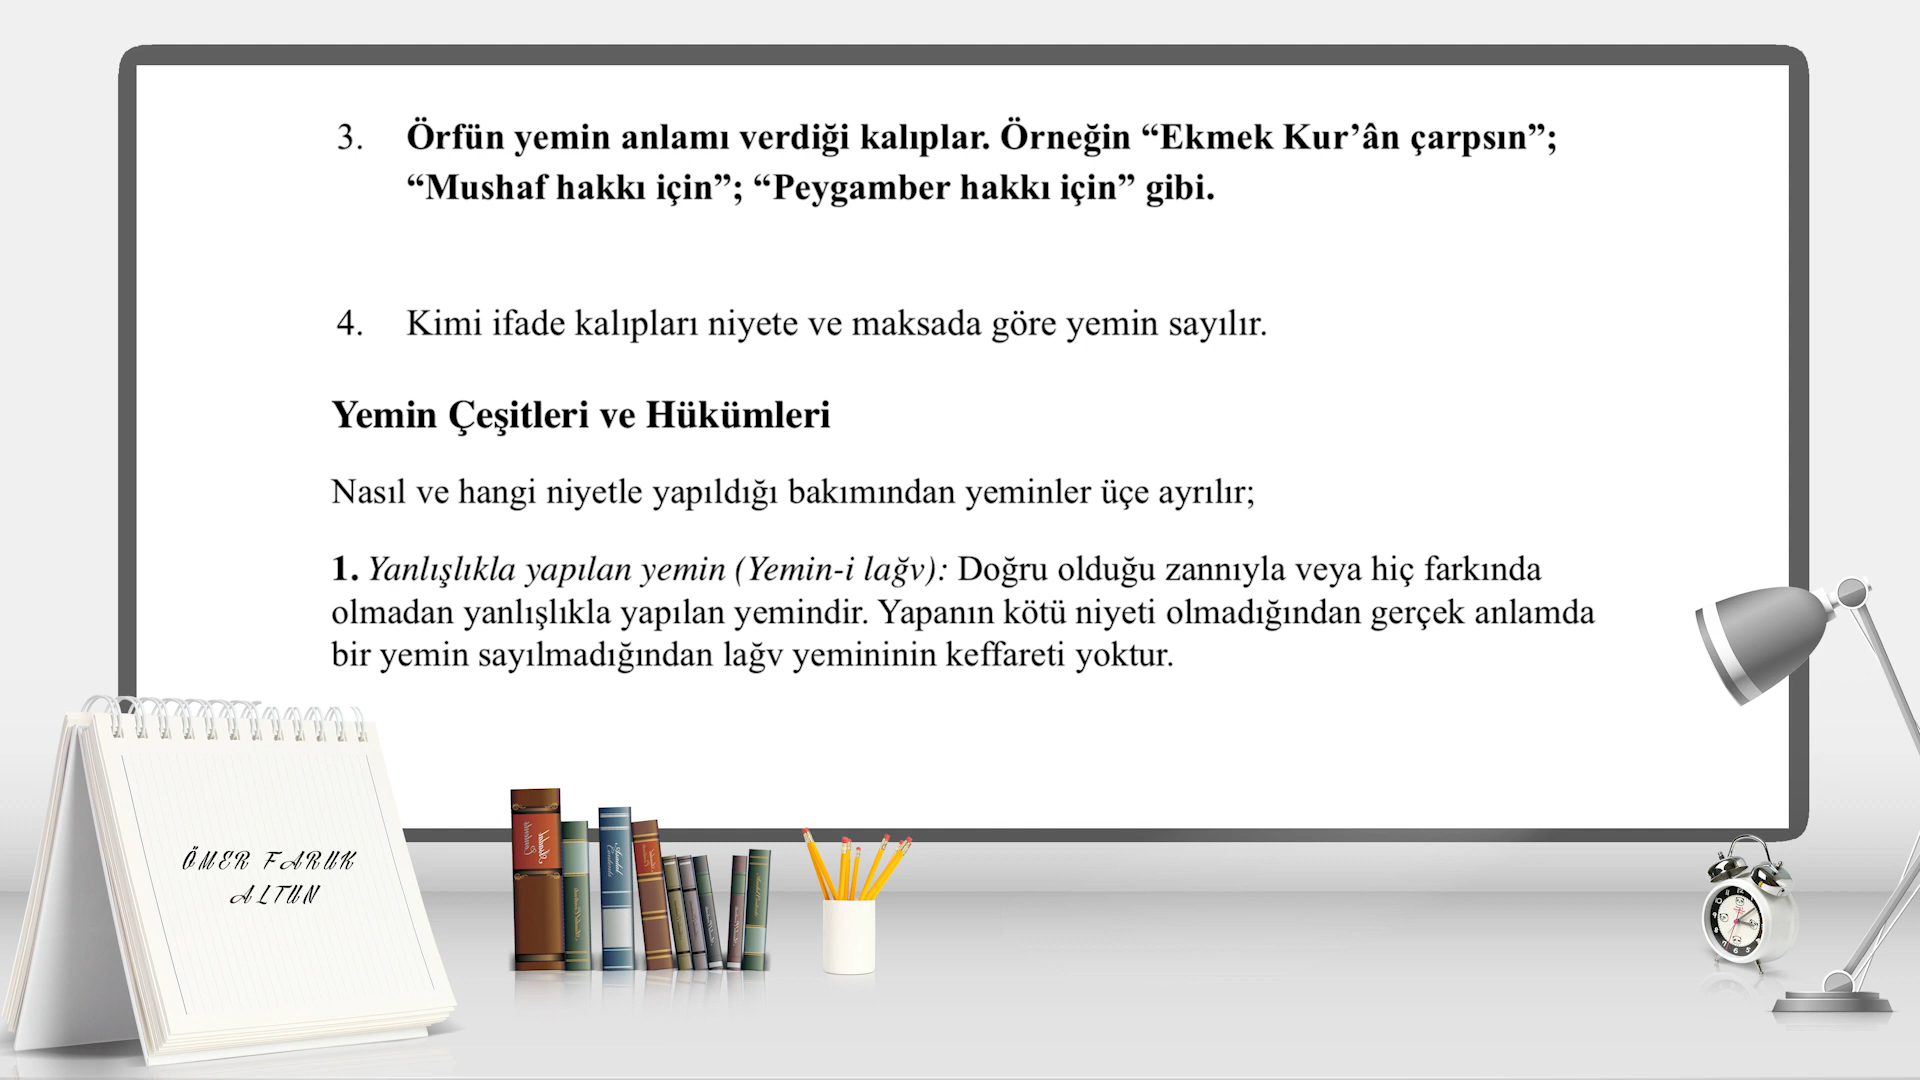 3. Örfün yemin anlamı verdiği kalıplar. Örneğin “Ekmek Kur’ân çarpsın”;
“Mushaf hakkı için”; “Peygamber hakkı için” gibi.
4. Kimi ifade kalıpları niyete ve maksada göre yemin sayılır.
Yemin Çeşitleri ve Hükümleri
Nasıl ve hangi niyetle yapıldığı bakımından yeminler üçe ayrılır;
1. Yanlışlıkla yapılan yemin (Yemin-i lağv): Doğru olduğu zannıyla veya hiç farkında
olmadan yanlışlıkla yapılan yemindir. Yapanın kötü niyeti olmadığından gerçek anlamda
bir yemin sayılmadığından lağv yemininin keffareti yoktur.
ÖMER FARUK
ALTUN